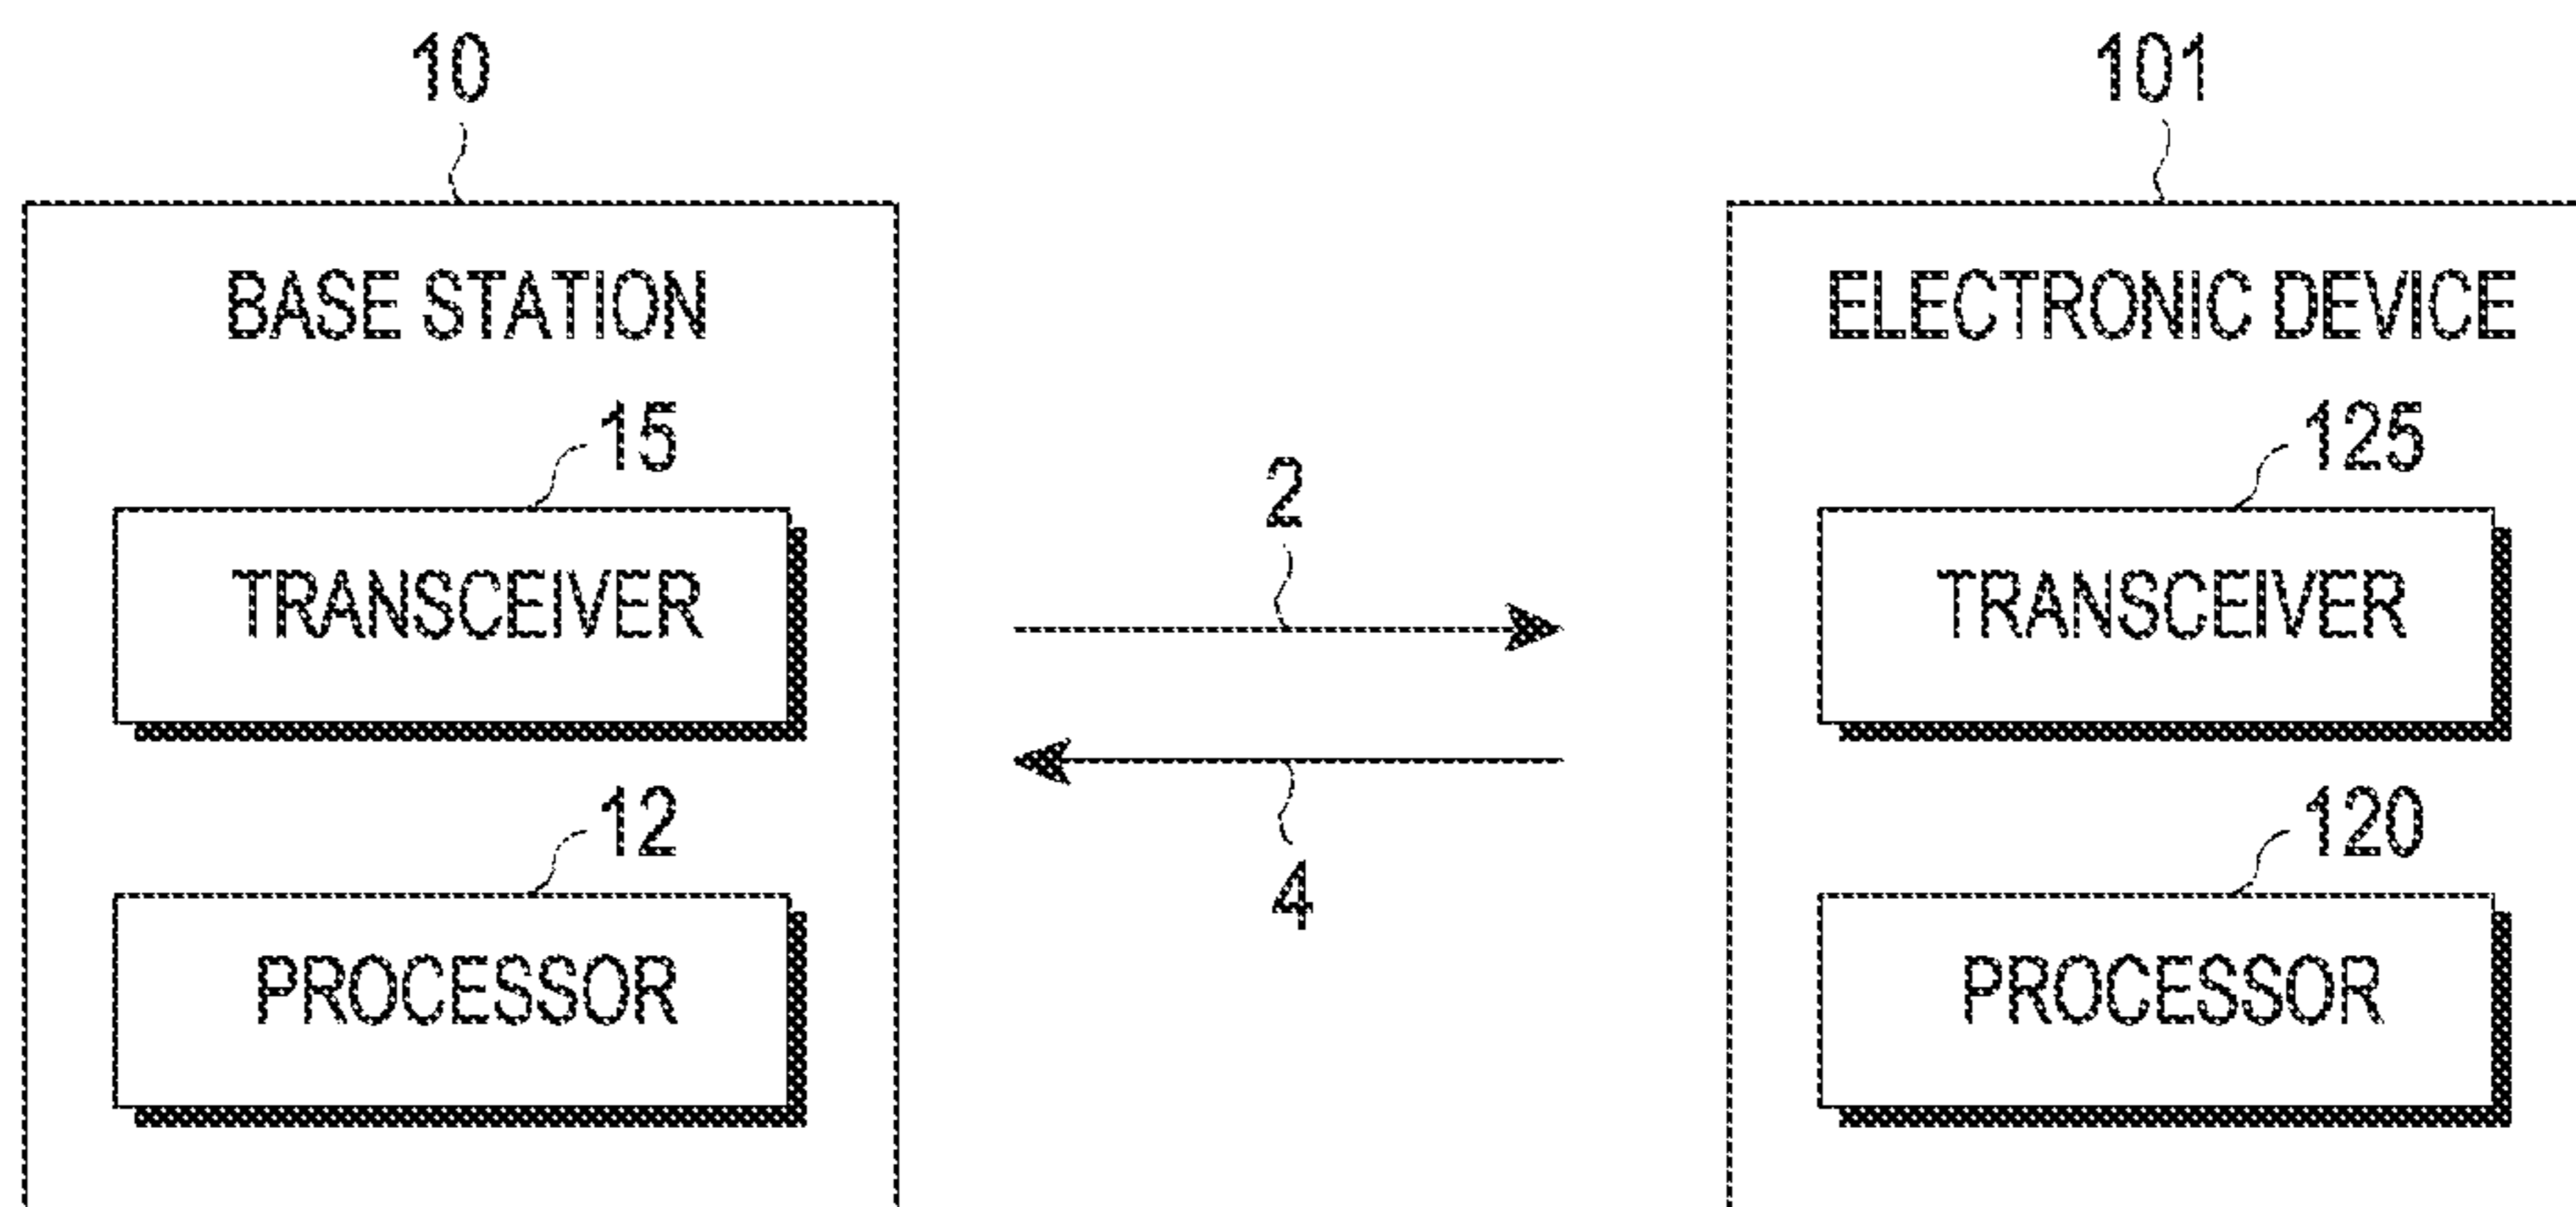 10
101
BASE STATION
ELECTRONIC DEVICE
15
125
2
TRANSCEIVER
TRANSCEIVER
12
120
4
PROCESSOR
PROCESSOR